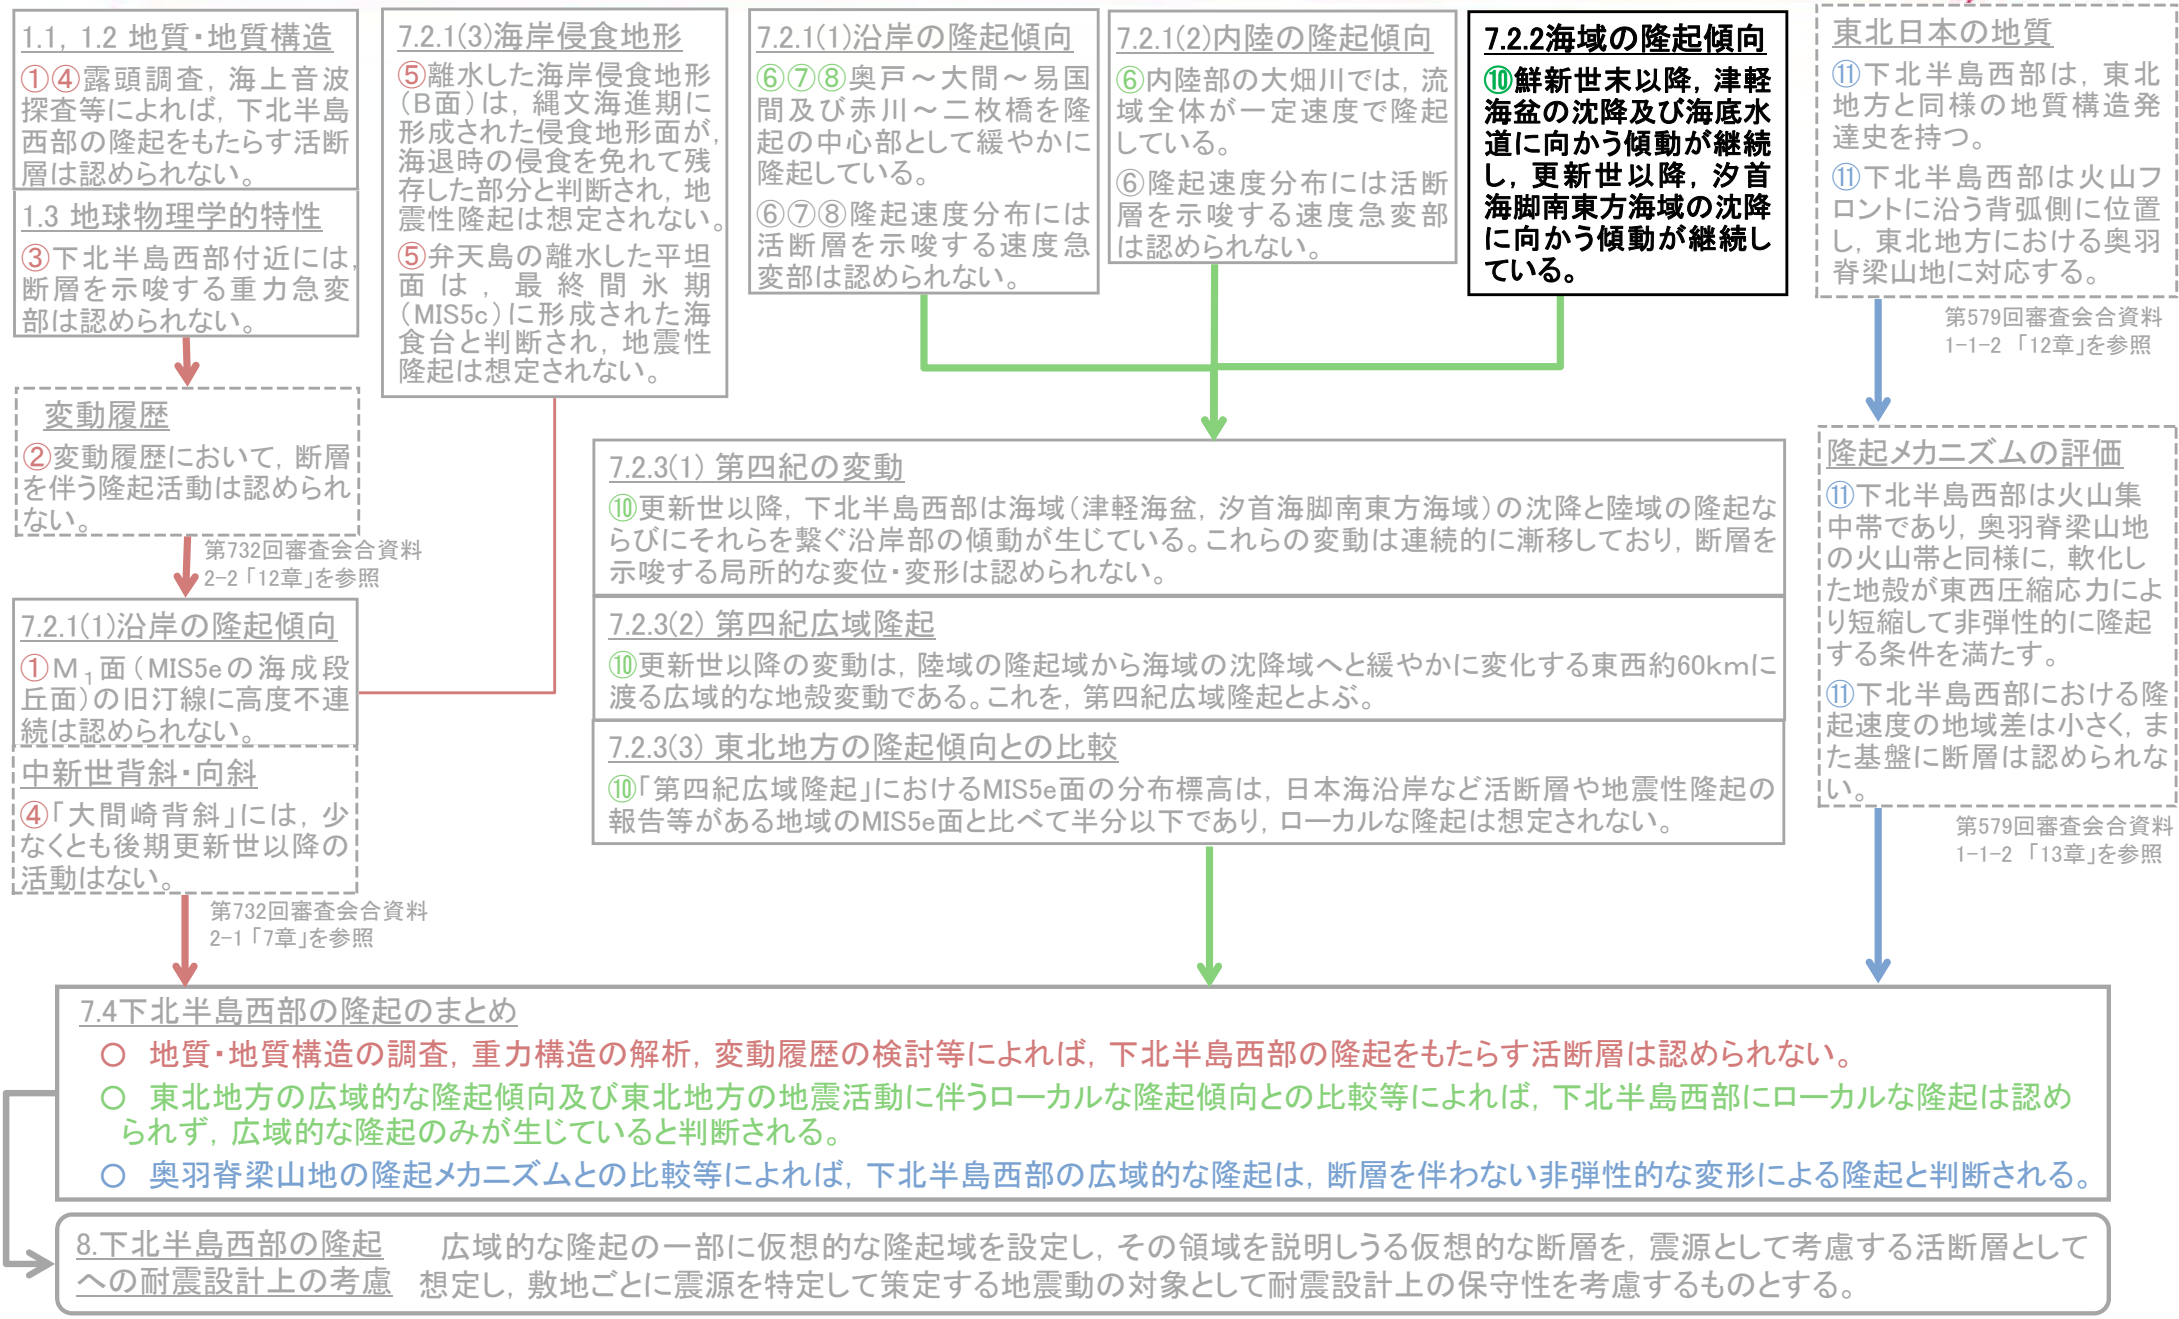 1.1, 1.2 地質・地質構造
①④露頭調査, 海上音波
探査等によれば, 下北半島
西部の隆起をもたらす活断
層は認められない。
1.3 地球物理学的特性
③下北半島西部付近には,
断層を示唆する重力急変
部は認められない。
7.2.1(3)海岸侵食地形
⑤離水した海岸侵食地形
(B面)は, 縄文海進期に
形成された侵食地形面が,
海退時の侵食を免れて残
存した部分と判断され, 地
震性隆起は想定されない。
⑤弁天島の離水した平坦
面は, 最終間氷期
(MIS5c)に形成された海
食台と判断され, 地震性
隆起は想定されない。
7.2.1(1)沿岸の隆起傾向
⑥⑦⑧奥戸～大間～易国
間及び赤川～二枚橋を隆
起の中心部として緩やかに
隆起している。
⑥⑦⑧隆起速度分布には
活断層を示唆する速度急
変部は認められない。
7.2.1(2)内陸の隆起傾向
⑥内陸部の大畑川では, 流
域全体が一定速度で隆起
している。
⑥隆起速度分布には活断
層を示唆する速度急変部
は認められない。
7.2.2海域の隆起傾向
⑩鮮新世末以降, 津軽
海盆の沈降及び海底水
道に向かう傾動が継続
し, 更新世以降, 汐首
海脚南東方海域の沈降
に向かう傾動が継続し
ている。
東北日本の地質
⑪下北半島西部は, 東北
地方と同様の地質構造発
達史を持つ。
⑪下北半島西部は火山フ
ロントに沿う背弧側に位置
し, 東北地方における奥羽
脊梁山地に対応する。
第579回審査会合資料
1-1-2 「12章」を参照
変動履歴
②変動履歴において, 断層
を伴う隆起活動は認められ
ない。
第732回審査会合資料
2-2 「12章」を参照
7.2.1(1)沿岸の隆起傾向
①M₁面(MIS5eの海成段
丘面)の旧汀線に高度不連
続は認められない。
中新世背斜・向斜
④「大間崎背斜」には, 少
なくとも後期更新世以降の
活動はない。
第732回審査会合資料
2-1 「7章」を参照
7.2.3(1) 第四紀の変動
⑩更新世以降, 下北半島西部は海域(津軽海盆, 汐首海脚南東方海域)の沈降と陸域の隆起な
らびにそれらを繋ぐ沿岸部の傾動が生じている。これらの変動は連続的に漸移しており, 断層を
示唆する局所的な変位・変形は認められない。
7.2.3(2) 第四紀広域隆起
⑩更新世以降の変動は, 陸域の隆起域から海域の沈降域へと緩やかに変化する東西約60kmに
渡る広域的な地殻変動である。これを, 第四紀広域隆起とよぶ。
7.2.3(3) 東北地方の隆起傾向との比較
⑩「第四紀広域隆起」におけるMIS5e面の分布標高は, 日本海沿岸など活断層や地震性隆起の
報告等がある地域のMIS5e面と比べて半分以下であり, ローカルな隆起は想定されない。
隆起メカニズムの評価
⑪下北半島西部は火山集
中帯であり, 奥羽脊梁山地
の火山帯と同様に, 軟化し
た地殻が東西圧縮応力によ
り短縮して非弾性的に隆起
する条件を満たす。
⑪下北半島西部における隆
起速度の地域差は小さく, ま
た基盤に断層は認められな
い。
第579回審査会合資料
1-1-2 「13章」を参照
7.4下北半島西部の隆起のまとめ
○ 地質・地質構造の調査, 重力構造の解析, 変動履歴の検討等によれば, 下北半島西部の隆起をもたらす活断層は認められない。
○ 東北地方の広域的な隆起傾向及び東北地方の地震活動に伴うローカルな隆起傾向との比較等によれば, 下北半島西部にローカルな隆起は認め
られず, 広域的な隆起のみが生じていると判断される。
○ 奥羽脊梁山地の隆起メカニズムとの比較等によれば, 下北半島西部の広域的な隆起は, 断層を伴わない非弾性的な変形による隆起と判断される。
8.下北半島西部の隆起
への耐震設計上の考慮
広域的な隆起の一部に仮想的な隆起域を設定し, その領域を説明しうる仮想的な断層を, 震源として考慮する活断層として
想定し, 敷地ごとに震源を特定して策定する地震動の対象として耐震設計上の保守性を考慮するものとする。